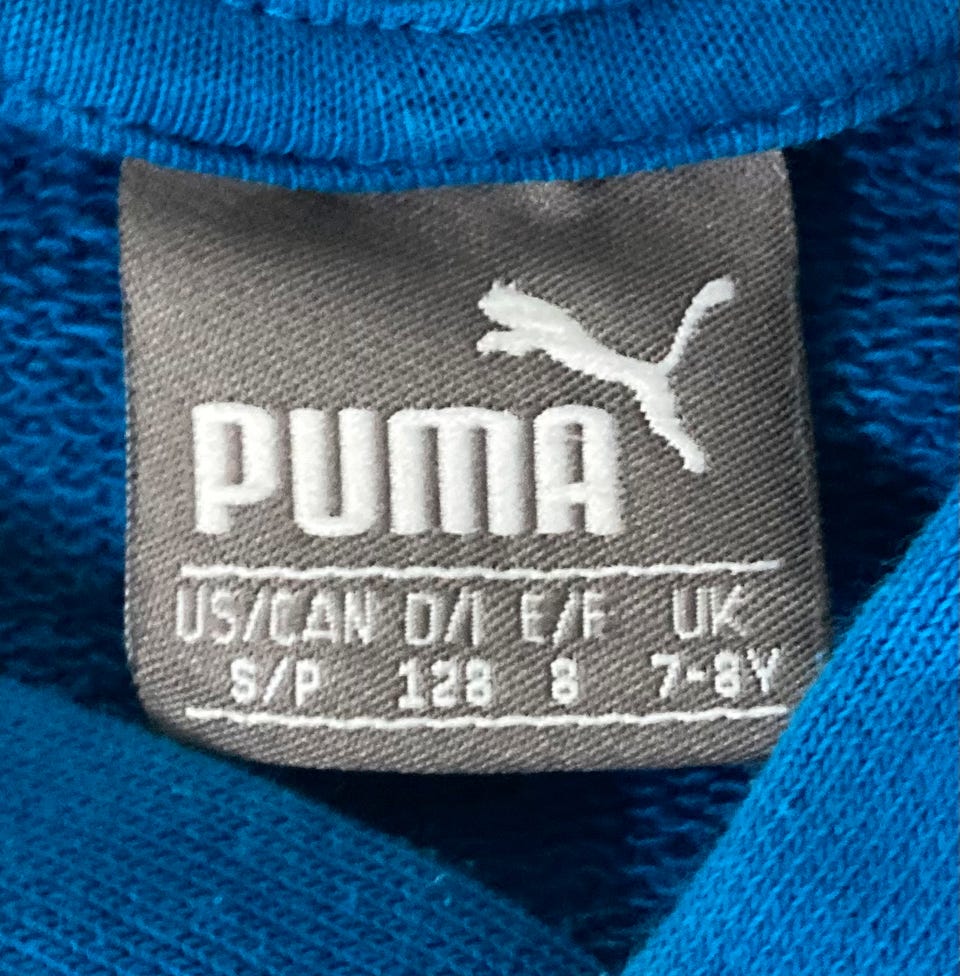 PUMA
US/CAN D/I E/F UK
S/P 128 8 7-8Y